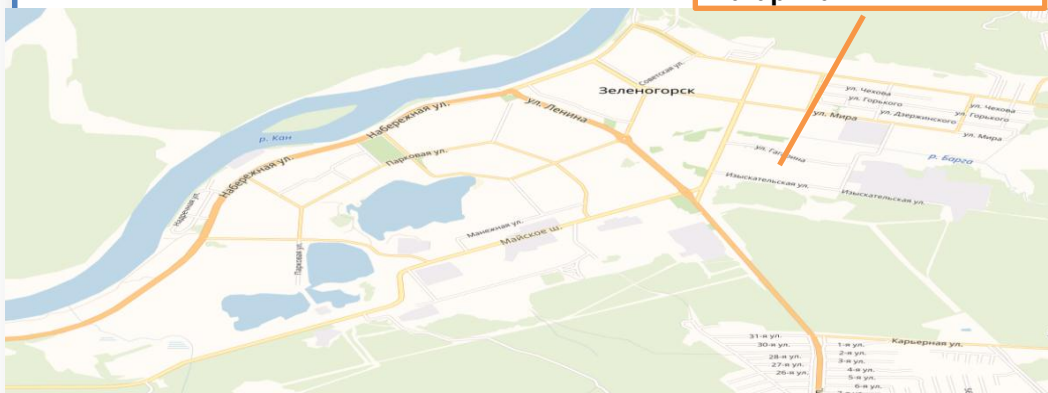 Советская ул.
Зеленогорск
ул. Чехова
ул. Горького
ул. Чехова
ул. Дзержинского
ул. Горького
ул. Мира
ул. Мира
ул. Ленина
Набережная ул.
р. Кан
Парковая ул.
ул. Гагарина
р. Барга
Набережная ул.
Изыскательская ул.
Изыскательская ул.
Надречная ул.
Манежная ул.
Майское ш.
Парковая ул.
31-я ул.
30-я ул.
28-я ул.
27-я ул.
26-я ул.
Карьерная ул.
1-я ул.
2-я ул.
3-я ул.
4-я ул.
5-я ул.
6-я ул.